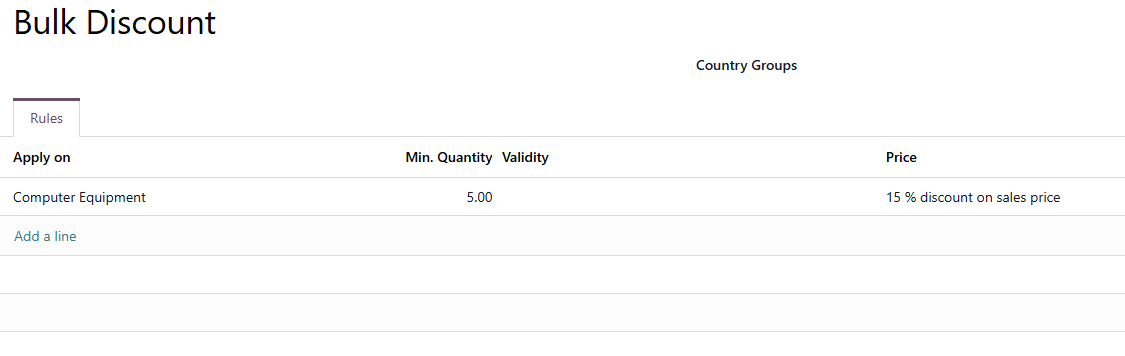 Bulk Discount
Country Groups
Rules
Apply on Min. Quantity Validity Price
Computer Equipment 5.00 15 % discount on sales price
Add a line